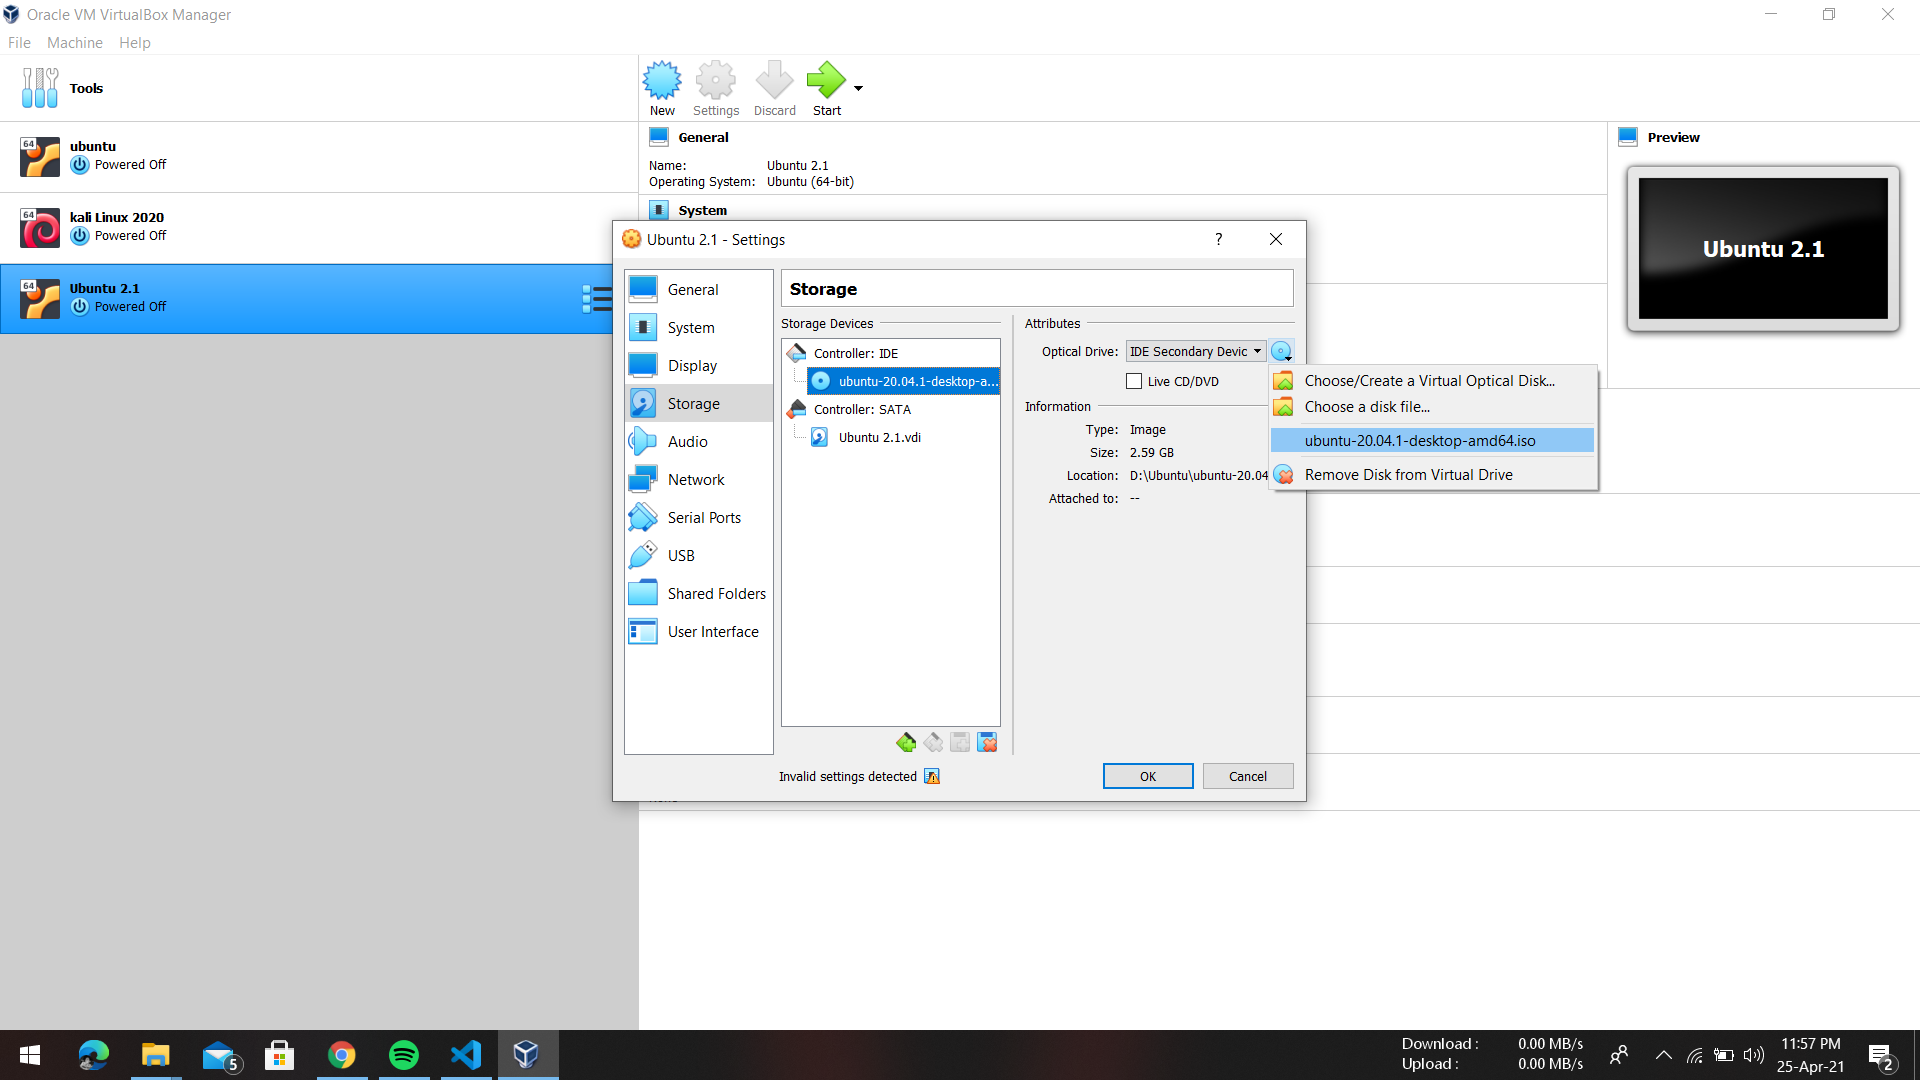 Oracle VM VirtualBox Manager
File Machine Help
Tools
New Settings Discard Start
64
ubuntu
Powered Off
64
kali Linux 2020
Powered Off
64
Ubuntu 2.1
Powered Off
General
Name: Ubuntu 2.1
Operating System: Ubuntu (64-bit)
System
Preview
Ubuntu 2.1
Ubuntu 2.1 - Settings
?
General
System
Display
Storage
Audio
Network
Serial Ports
USB
Shared Folders
User Interface
Storage
Storage Devices
Controller: IDE
ubuntu-20.04.1-desktop-a...
Controller: SATA
Ubuntu 2.1.vdi
Attributes
Optical Drive: IDE Secondary Devic
Live CD/DVD
Information
Type: Image
Size: 2.59 GB
Location: D:\Ubuntu\ubuntu-20.04
Attached to: --
Choose/Create a Virtual Optical Disk...
Choose a disk file...
ubuntu-20.04.1-desktop-amd64.iso
Remove Disk from Virtual Drive
Invalid settings detected
OK
Cancel
5
Download : 0.00 MB/s
Upload : 0.00 MB/s
11:57 PM
25-Apr-21
2